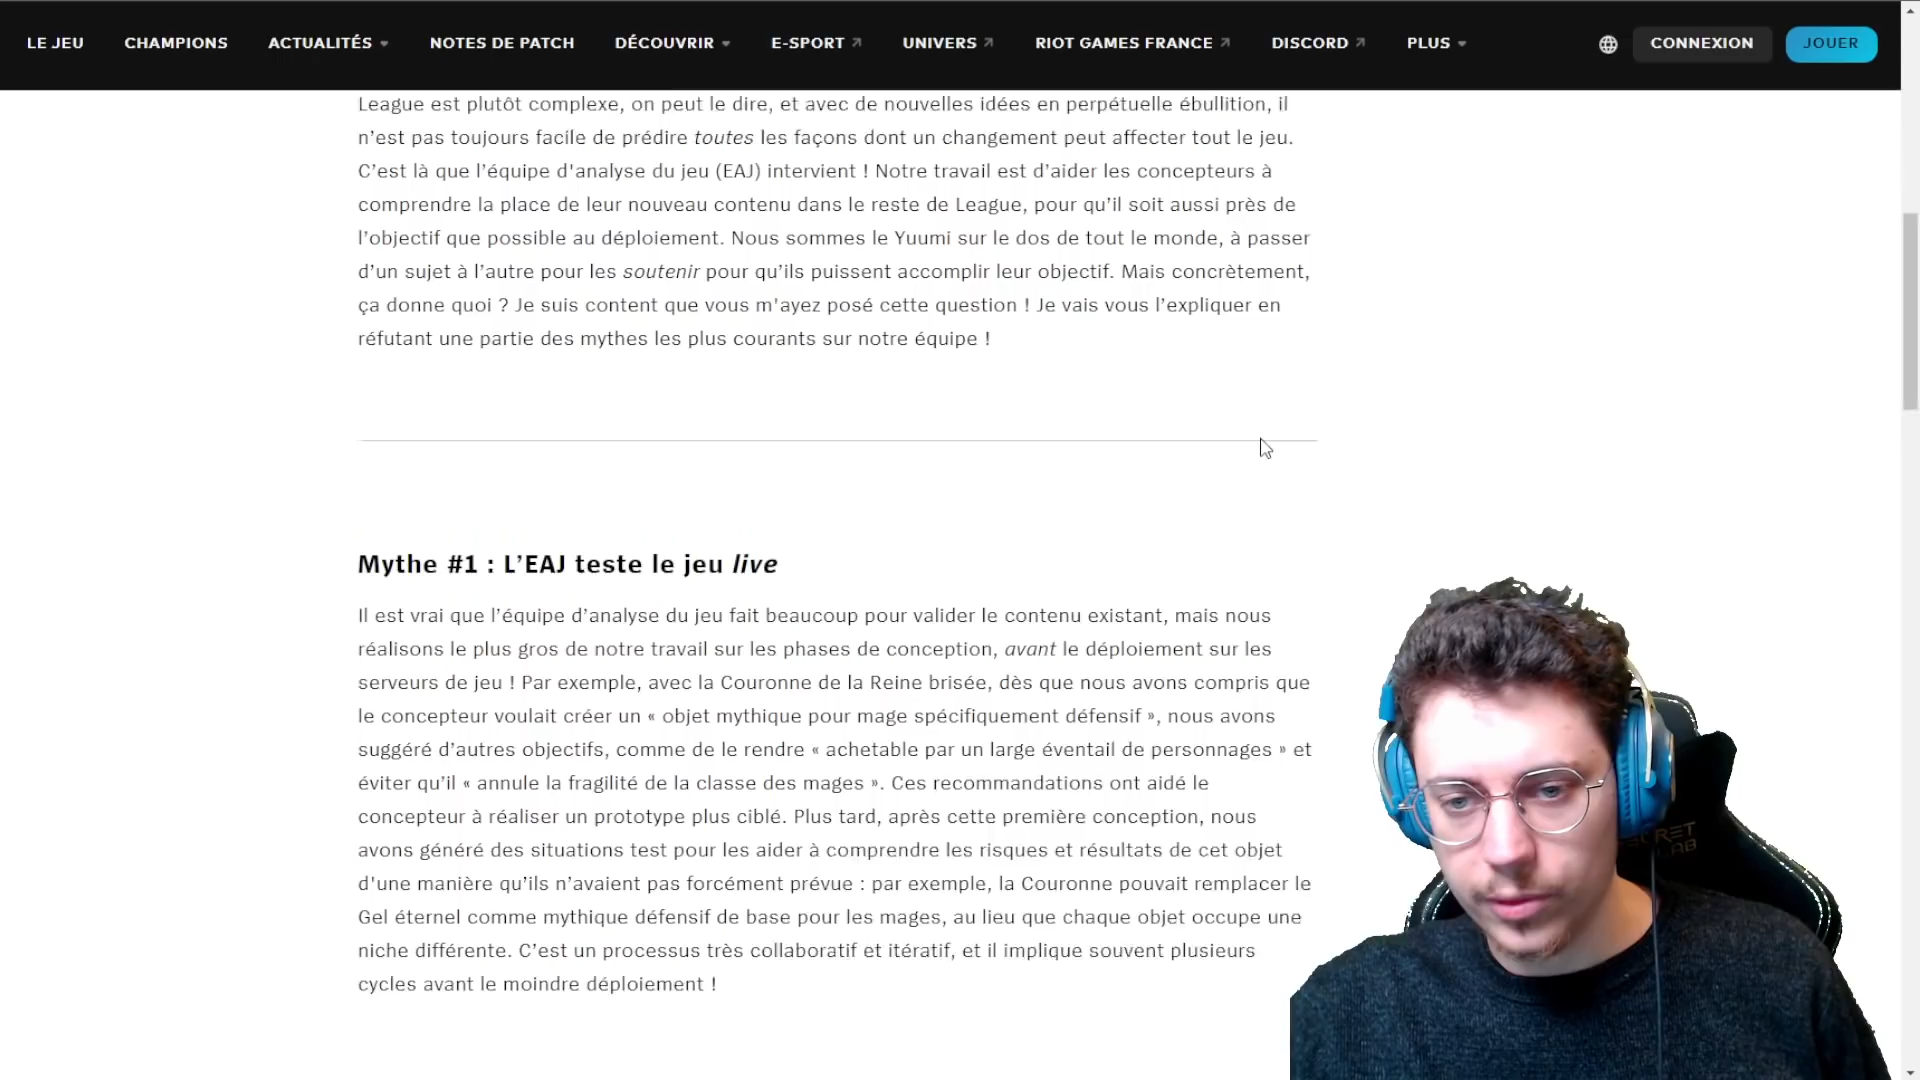 LE JEU CHAMPIONS ACTUALITÉS NOTES DE PATCH DÉCOUVRIR E-SPORT UNIVERS RIOT GAMES FRANCE DISCORD PLUS CONNEXION JOUER
League est plutôt complexe, on peut le dire, et avec de nouvelles idées en perpétuelle ébullition, il
n’est pas toujours facile de prédire toutes les façons dont un changement peut affecter tout le jeu.
C’est là que l’équipe d'analyse du jeu (EAJ) intervient ! Notre travail est d’aider les concepteurs à
comprendre la place de leur nouveau contenu dans le reste de League, pour qu’il soit aussi près de
l’objectif que possible au déploiement. Nous sommes le Yuumi sur le dos de tout le monde, à passer
d’un sujet à l’autre pour les soutenir pour qu’ils puissent accomplir leur objectif. Mais concrètement,
ça donne quoi ? Je suis content que vous m'ayez posé cette question ! Je vais vous l’expliquer en
réfutant une partie des mythes les plus courants sur notre équipe !
Mythe #1 : L’EAJ teste le jeu live
Il est vrai que l’équipe d’analyse du jeu fait beaucoup pour valider le contenu existant, mais nous
réalisons le plus gros de notre travail sur les phases de conception, avant le déploiement sur les
serveurs de jeu ! Par exemple, avec la Couronne de la Reine brisée, dès que nous avons compris que
le concepteur voulait créer un « objet mythique pour mage spécifiquement défensif », nous avons
suggéré d’autres objectifs, comme de le rendre « achetable par un large éventail de personnages » et
éviter qu’il « annule la fragilité de la classe des mages ». Ces recommandations ont aidé le
concepteur à réaliser un prototype plus ciblé. Plus tard, après cette première conception, nous
avons généré des situations test pour les aider à comprendre les risques et résultats de cet objet
d'une manière qu’ils n’avaient pas forcément prévue : par exemple, la Couronne pouvait remplacer le
Gel éternel comme mythique défensif de base pour les mages, au lieu que chaque objet occupe une
niche différente. C’est un processus très collaboratif et itératif, et il implique souvent plusieurs
cycles avant le moindre déploiement !